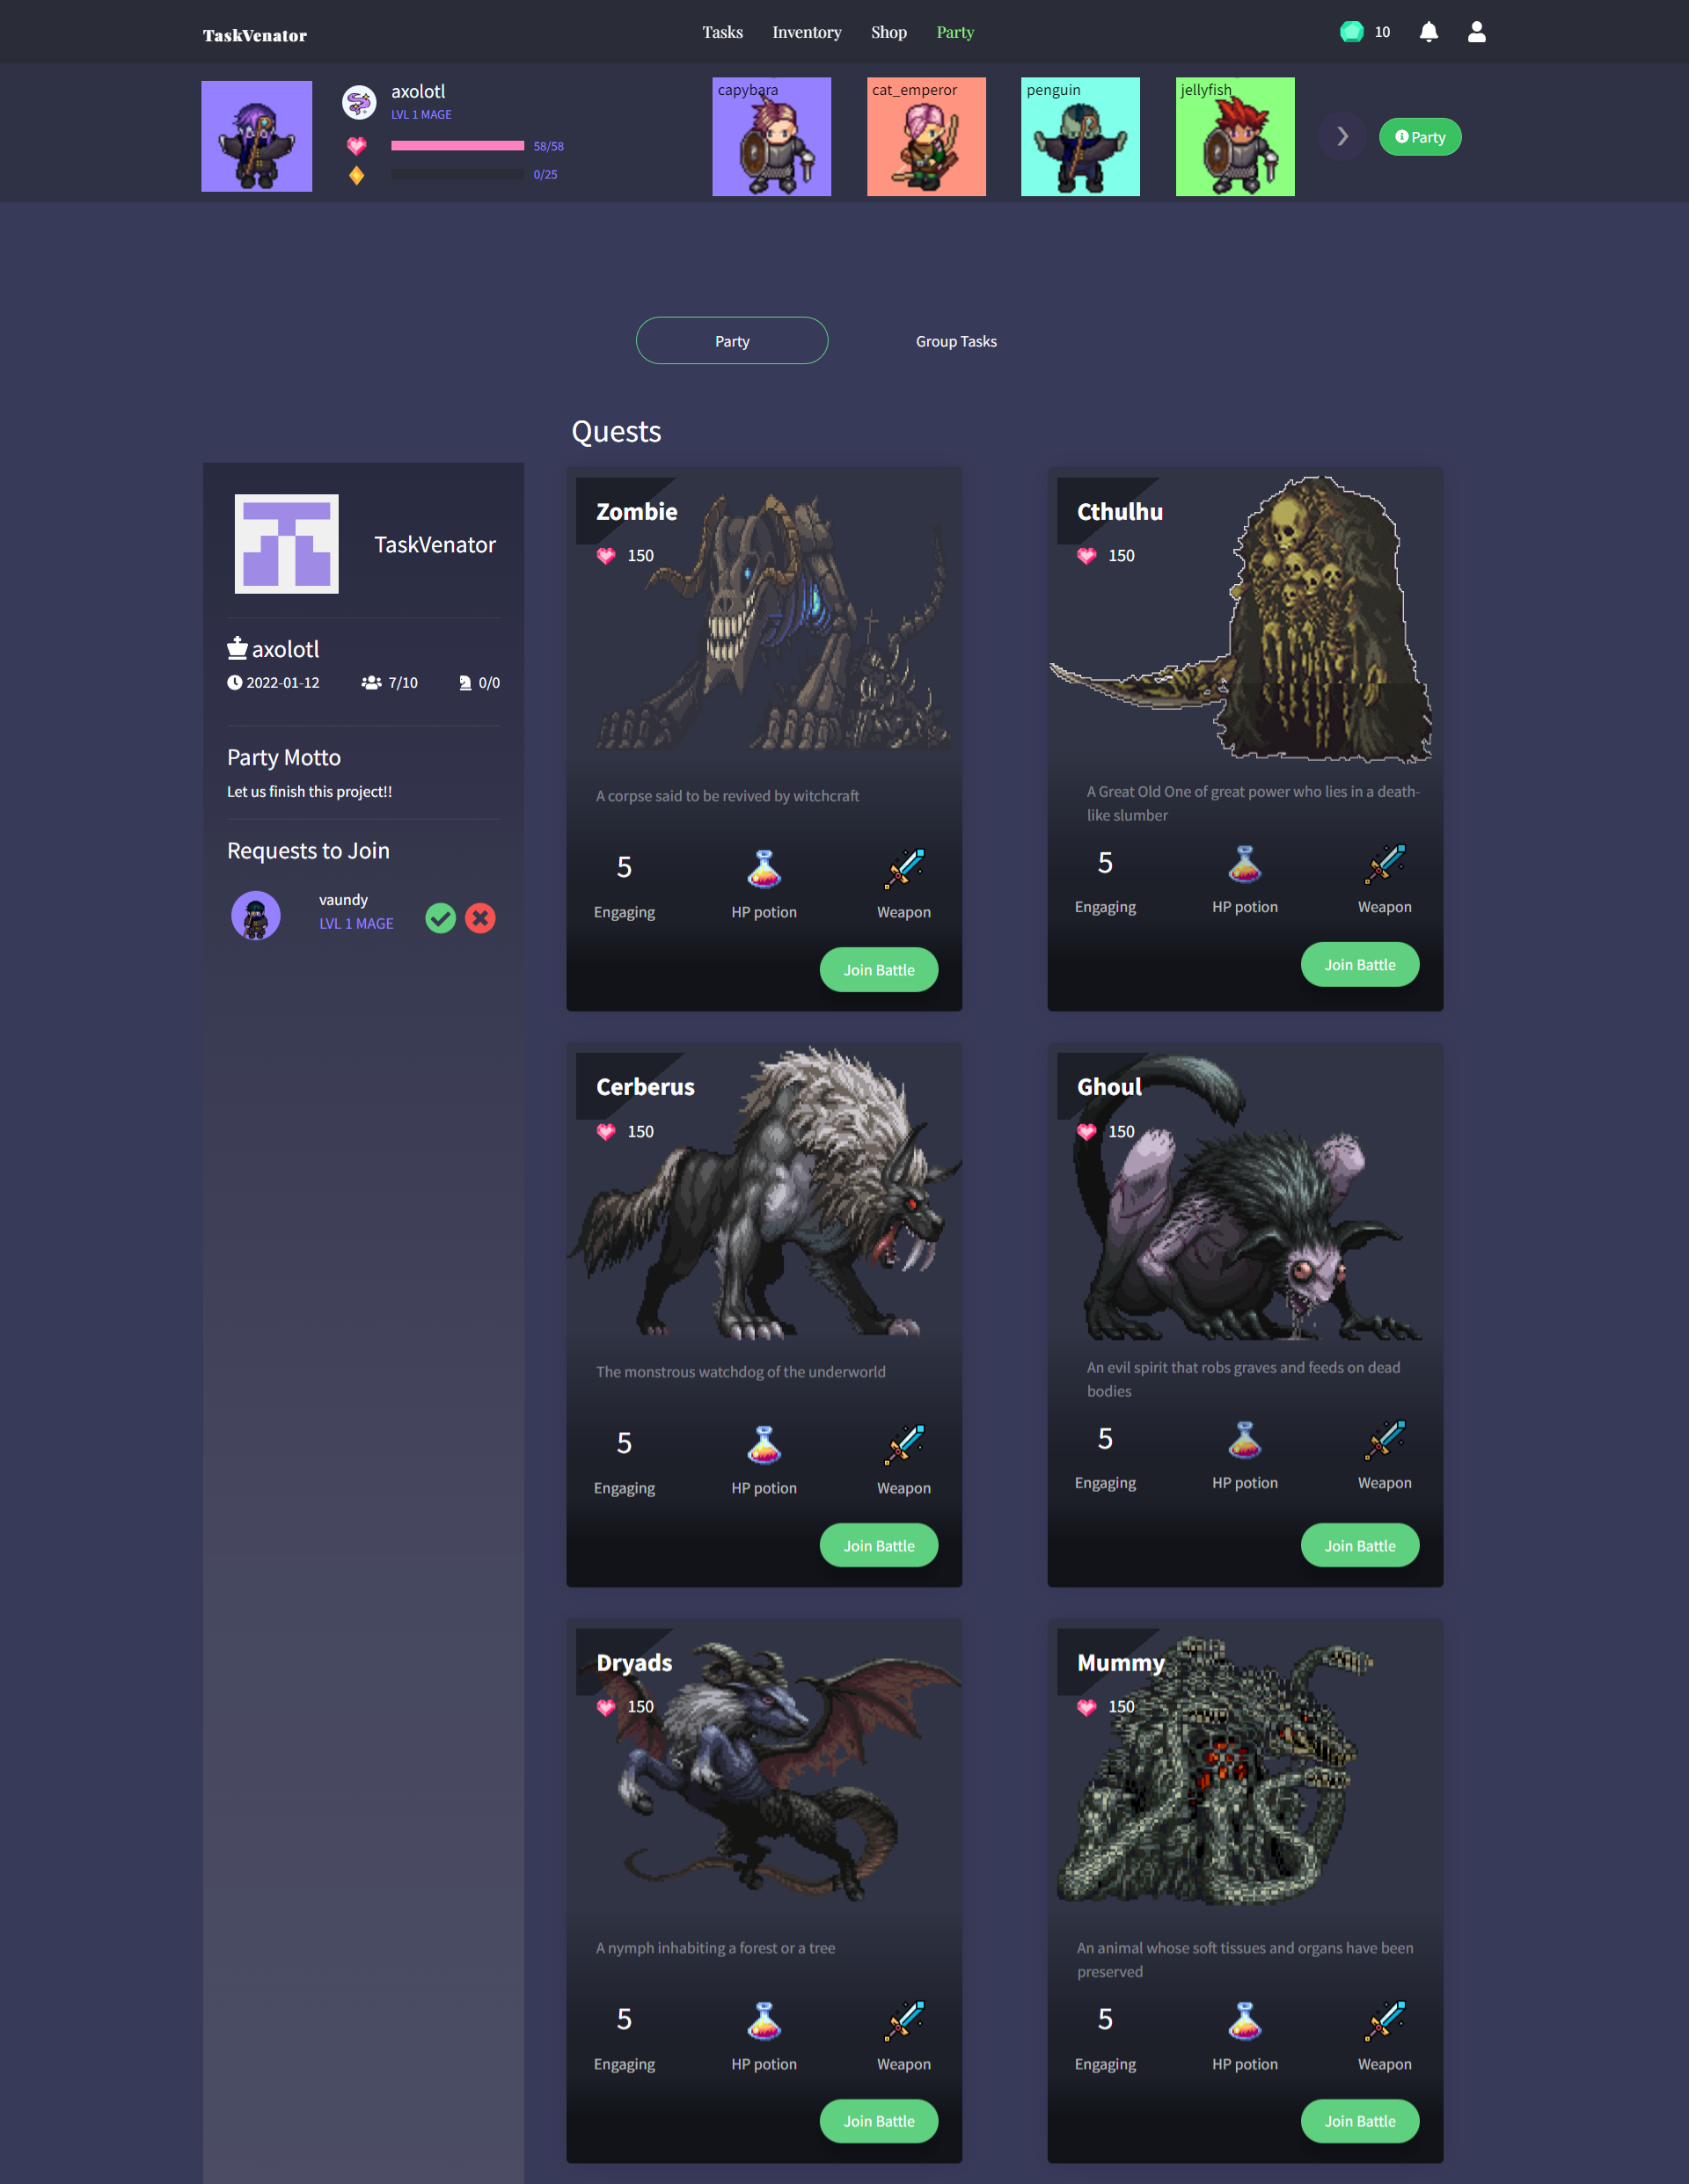 TaskVenator
Tasks
Inventory
Shop
Party
10
axolotl
LVL 1 MAGE
58/58
0/25
capybara
cat_emperor
penguin
jellyfish
Party
Party
Group Tasks
Quests
TaskVenator
axolotl
2022-01-12
7/10
0/0
Party Motto
Let us finish this project!!
Requests to Join
vaundy
LVL 1 MAGE
Zombie
150
A corpse said to be revived by witchcraft
5
Engaging
HP potion
Weapon
Join Battle
Cthulhu
150
A Great Old One of great power who lies in a death-
like slumber
5
Engaging
HP potion
Weapon
Join Battle
Cerberus
150
The monstrous watchdog of the underworld
5
Engaging
HP potion
Weapon
Join Battle
Ghoul
150
An evil spirit that robs graves and feeds on dead
bodies
5
Engaging
HP potion
Weapon
Join Battle
Dryads
150
A nymph inhabiting a forest or a tree
5
Engaging
HP potion
Weapon
Join Battle
Mummy
150
An animal whose soft tissues and organs have been
preserved
5
Engaging
HP potion
Weapon
Join Battle